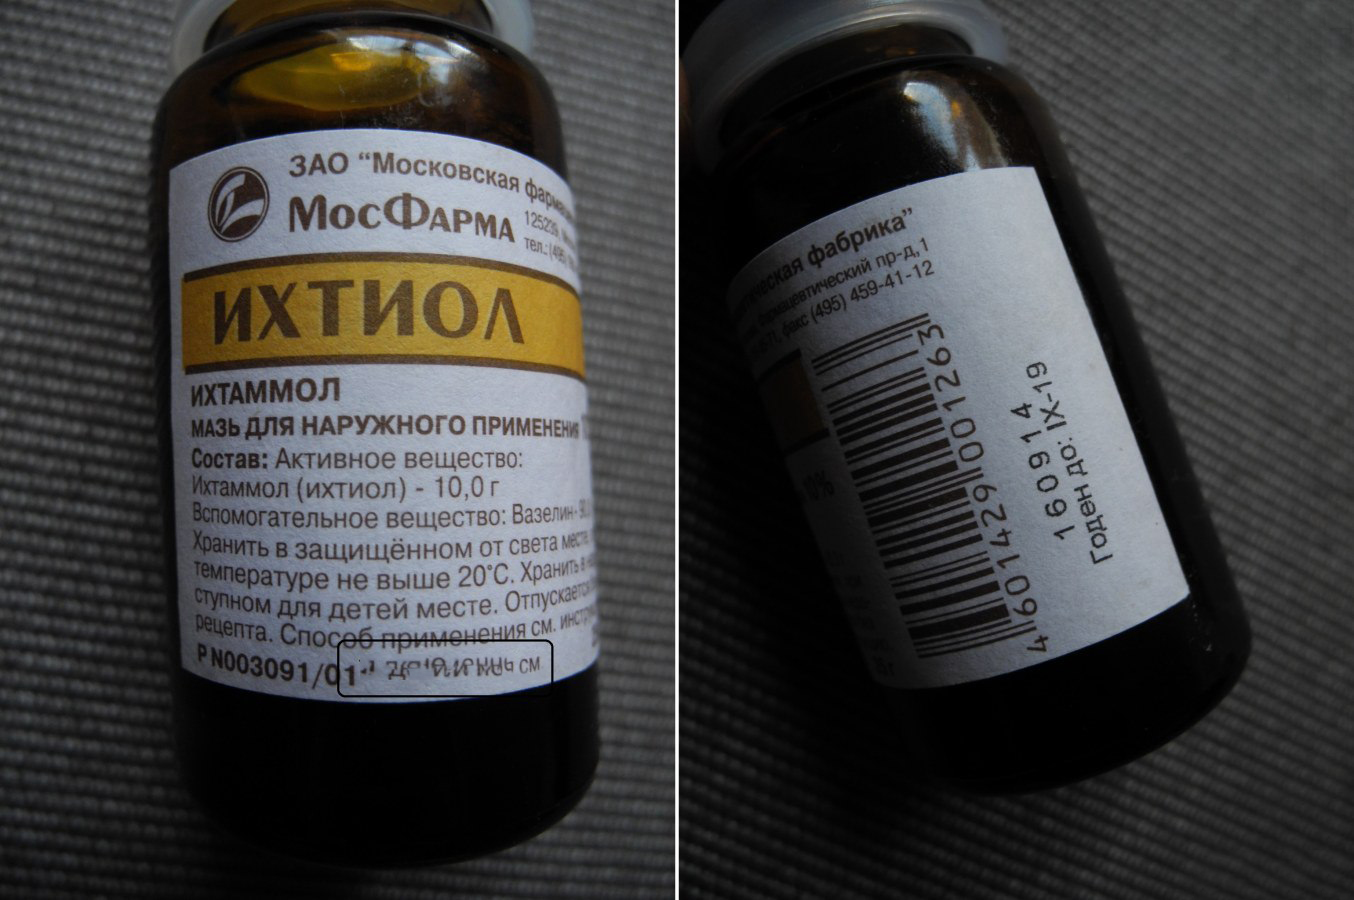 ЗАО “Московская
МосФарма
125239,
тел.: (495)
ИХТИОЛ
ИХТАММОЛ
МАЗЬ ДЛЯ НАРУЖНОГО ПРИМЕНЕНИЯ
Состав: Активное вещество:
Ихтаммол (ихтиол) - 10,0 г
Вспомогательное вещество: Вазелин-
Хранить в защищённом от света месте,
температуре не выше 20°С. Хранить в
ступном для детей месте. Отпускается
рецепта. Способ применения см.
P N003091/01
см
фабрика”
Фармацевтический пр-д,1
факс (495) 459-41-12
10%
4 601429 001263
160914
Годен до: IX-19